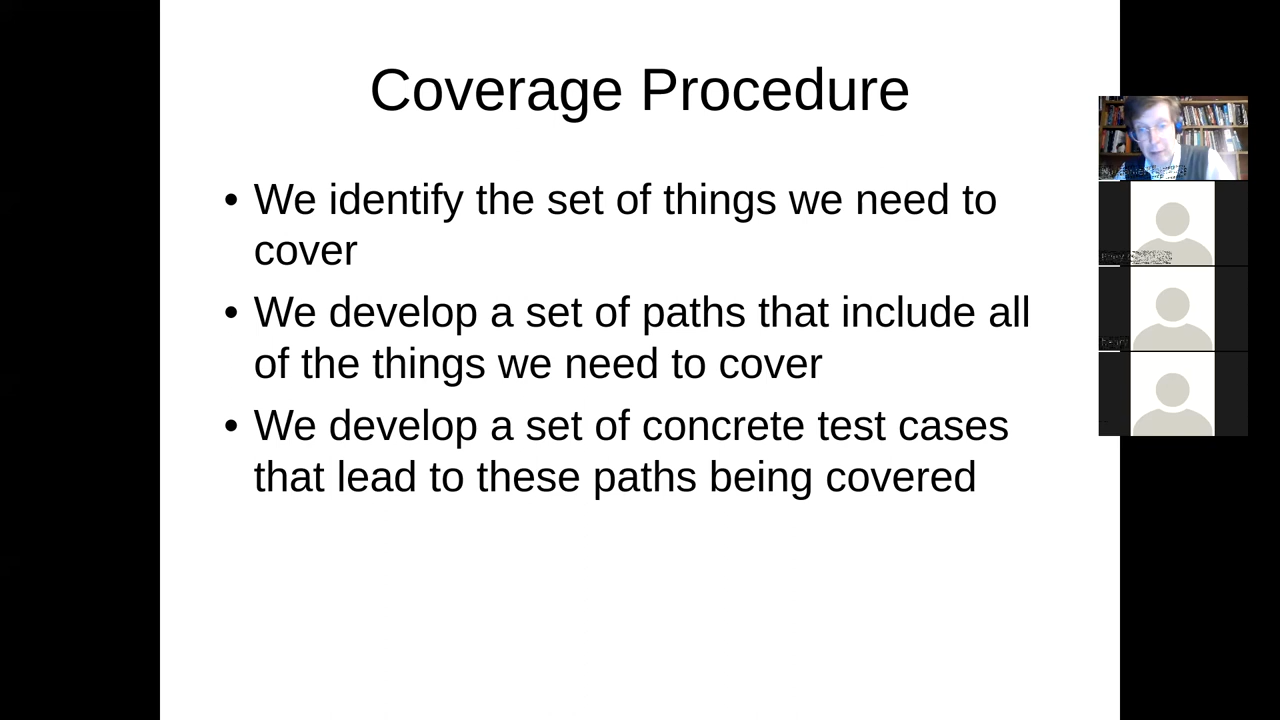 Coverage Procedure
• We identify the set of things we need to
cover
• We develop a set of paths that include all
of the things we need to cover
• We develop a set of concrete test cases
that lead to these paths being covered